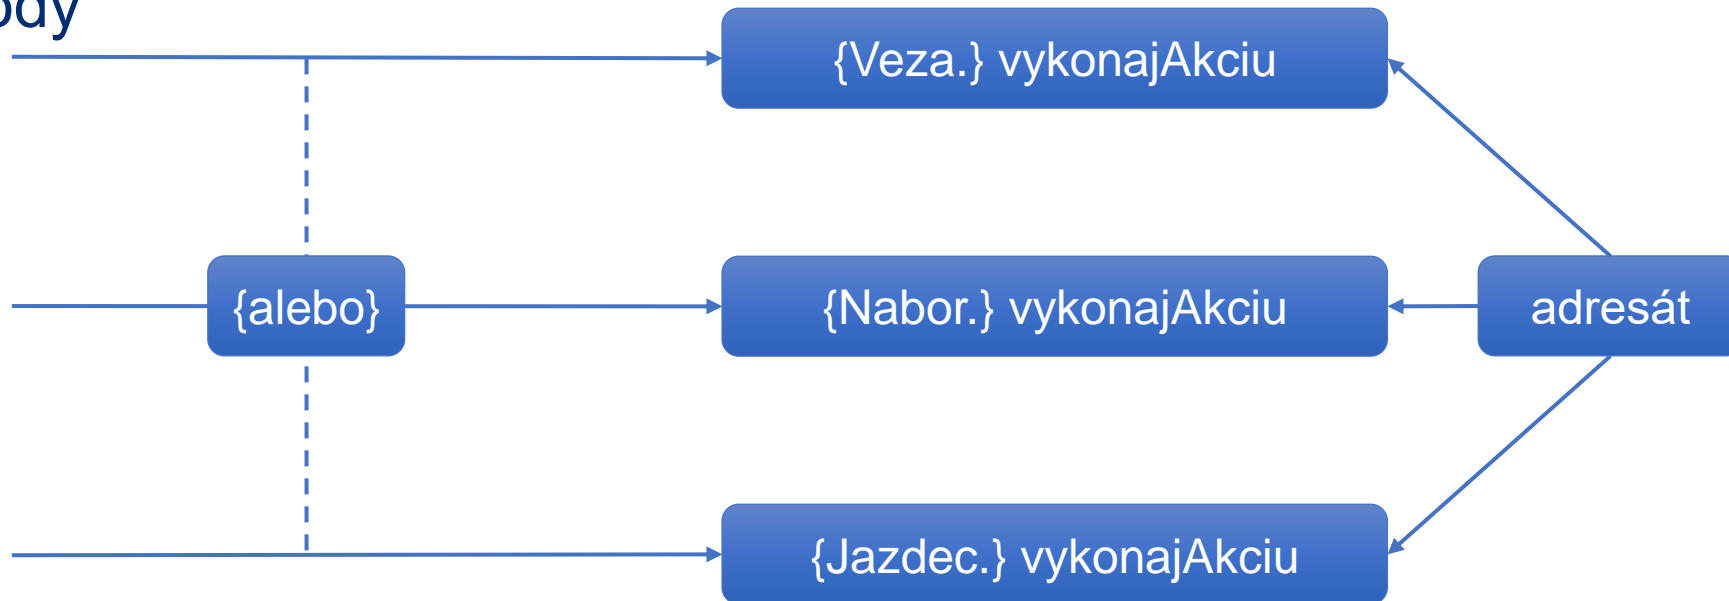 {Veza.} vykonajAkciu
{alebo}
{Nabor.} vykonajAkciu
adresát
{Jazdec.} vykonajAkciu